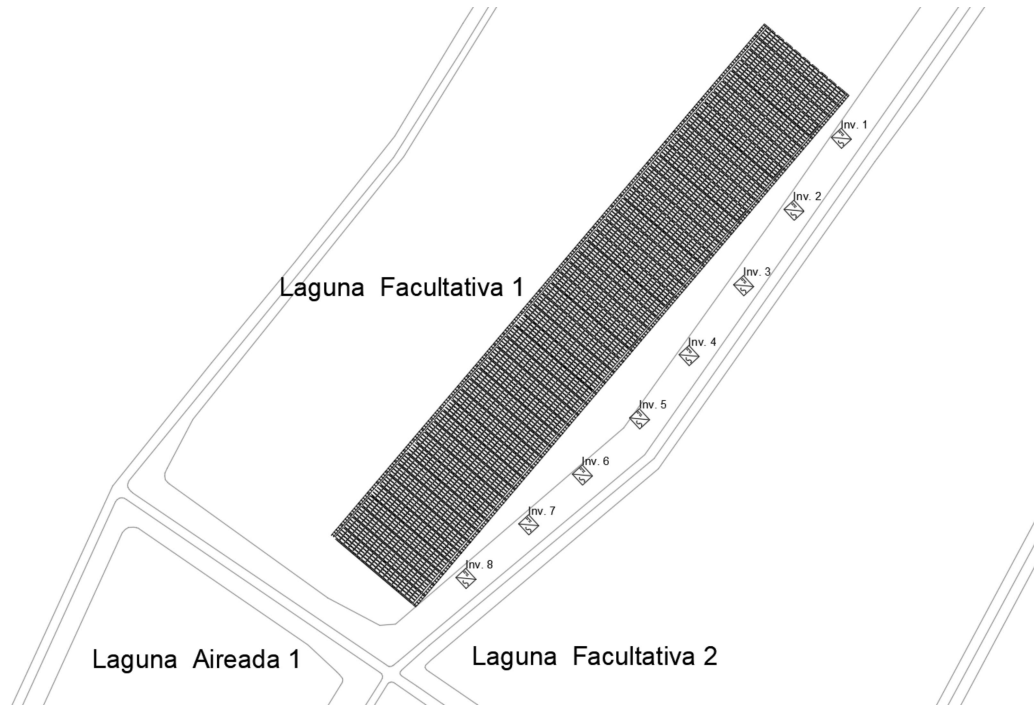 Inv. 1
Inv. 2
Inv. 3
Laguna Facultativa 1
Inv. 4
Inv. 5
Inv. 6
Inv. 7
Inv. 8
Laguna Aireada 1
Laguna Facultativa 2